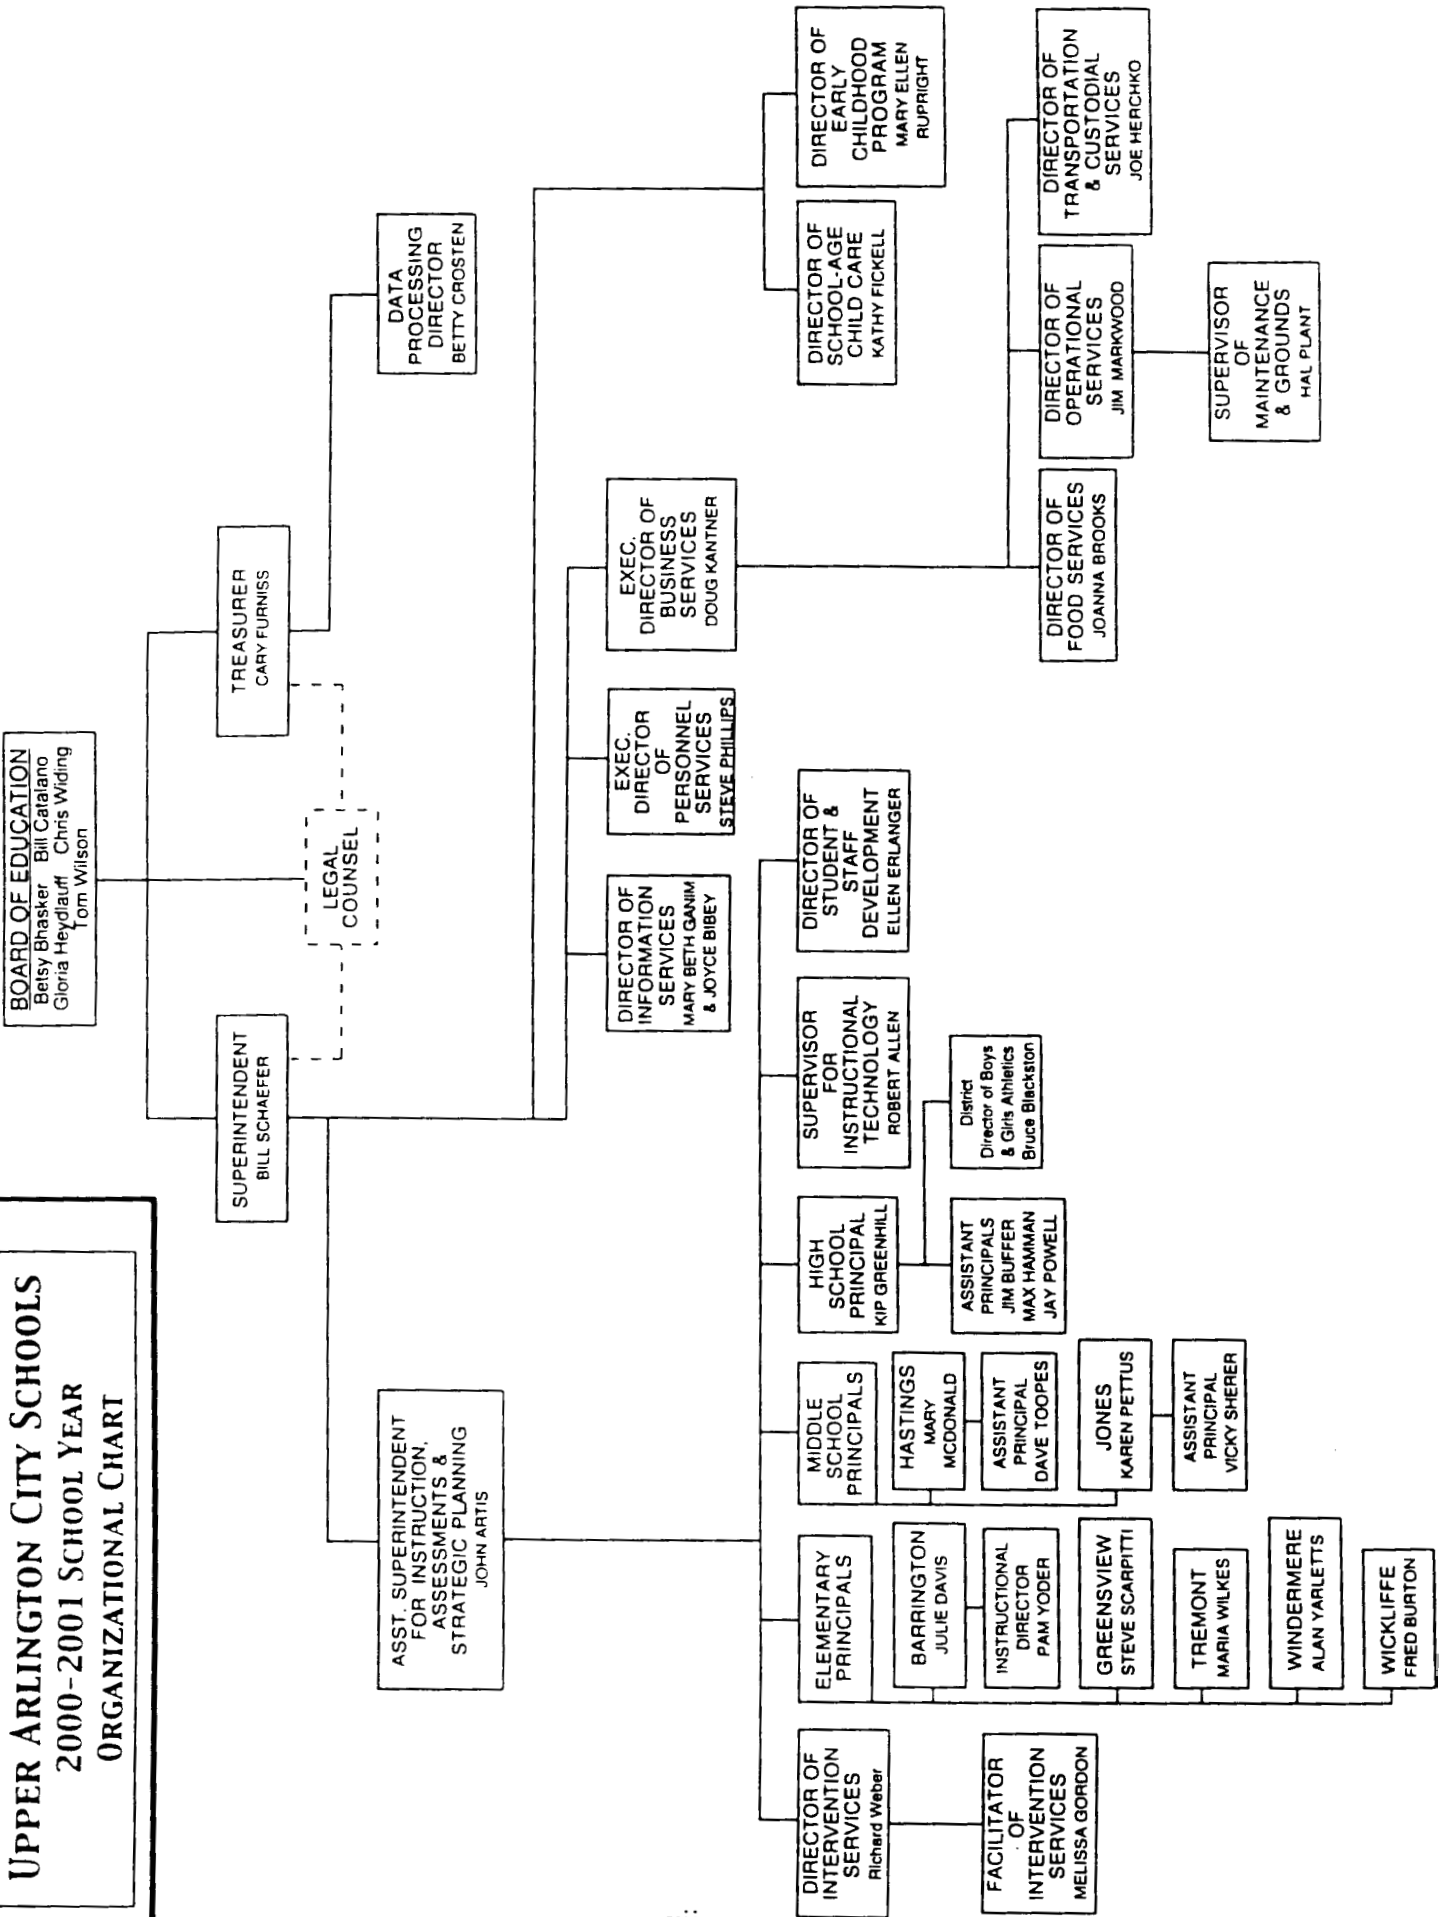 UPPER ARLINGTON CITY SCHOOLS
2000-2001 SCHOOL YEAR
ORGANIZATIONAL CHART
BOARD OF EDUCATION
Betsy Bhasker Bill Catalano
Gloria Heydlauff Chris Widing
Tom Wilson
SUPERINTENDENT
BILL SCHAEFER
TREASURER
CARY FURNISS
LEGAL
COUNSEL
DATA
PROCESSING
DIRECTOR
BETTY CROSTEN
ASST. SUPERINTENDENT
FOR INSTRUCTION,
ASSESSMENTS &
STRATEGIC PLANNING
JOHN ARTIS
DIRECTOR OF
INFORMATION
SERVICES
MARY BETH GANIM
& JOYCE BIBEY
EXEC.
DIRECTOR
OF
PERSONNEL
SERVICES
STEVE PHILLIPS
EXEC.
DIRECTOR OF
BUSINESS
SERVICES
DOUG KANTNER
DIRECTOR OF
INTERVENTION
SERVICES
Richard Weber
FACILITATOR
OF
INTERVENTION
SERVICES
MELISSA GORDON
ELEMENTARY
PRINCIPALS
BARRINGTON
JULIE DAVIS
INSTRUCTIONAL
DIRECTOR
PAM YODER
GREENSVIEW
STEVE SCARPITTI
TREMONT
MARIA WILKES
WINDERMERE
ALAN YARLETTS
WICKLIFFE
FRED BURTON
MIDDLE
SCHOOL
PRINCIPALS
HASTINGS
MARY
MCDONALD
ASSISTANT
PRINCIPAL
DAVE TOOPES
JONES
KAREN PETTUS
ASSISTANT
PRINCIPAL
VICKY SHERER
HIGH
SCHOOL
PRINCIPAL
KIP GREENHILL
ASSISTANT
PRINCIPALS
JIM BUFFER
MAX HAMMAN
JAY POWELL
District
Director of Boys
& Girls Athletics
Bruce Blackston
SUPERVISOR
FOR
INSTRUCTIONAL
TECHNOLOGY
ROBERT ALLEN
DIRECTOR OF
STUDENT &
STAFF
DEVELOPMENT
ELLEN ERLANGER
DIRECTOR OF
SCHOOL-AGE
CHILD CARE
KATHY FICKELL
DIRECTOR OF
EARLY
CHILDHOOD
PROGRAM
MARY ELLEN
RUPRIGHT
DIRECTOR OF
FOOD SERVICES
JOANNA BROOKS
DIRECTOR OF
OPERATIONAL
SERVICES
JIM MARKWOOD
DIRECTOR OF
TRANSPORTATION
& CUSTODIAL
SERVICES
JOE HERCHKO
SUPERVISOR
OF
MAINTENANCE
& GROUNDS
HAL PLANT